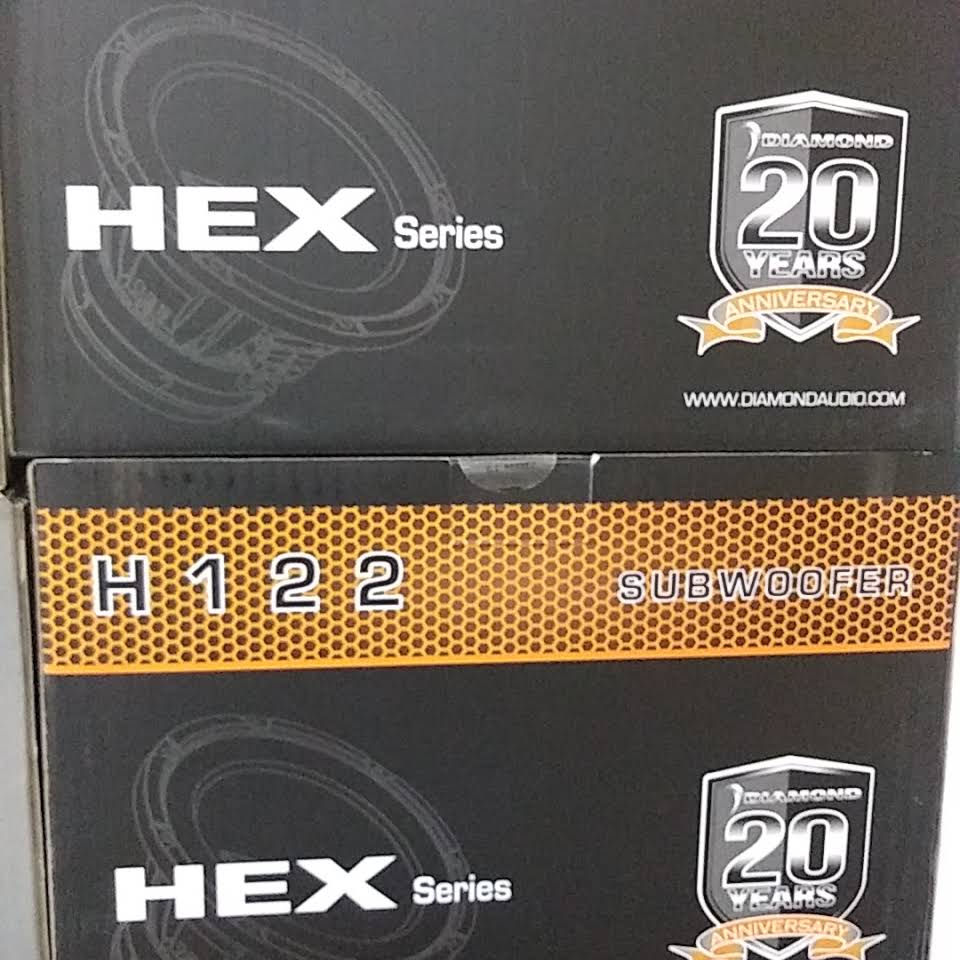 HEX Series
DIAMOND
20
YEARS
ANNIVERSARY
WWW.DIAMONDAUDIO.COM
H122 SUBWOOFER
HEX Series
DIAMOND
20
YEARS
ANNIVERSARY